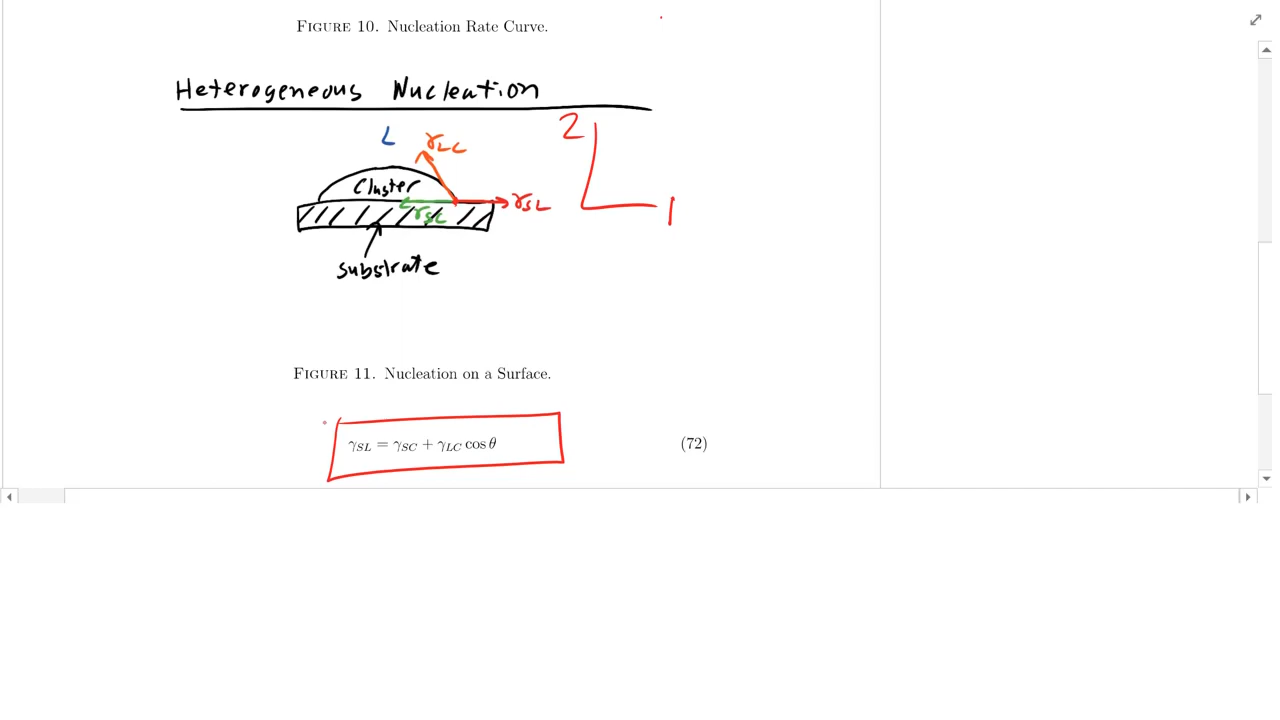 FIGURE 10. Nucleation Rate Curve.
Heterogeneous Nucleation
L
γLC
2
Cluster
γSL
1
γSC
substrate
FIGURE 11. Nucleation on a Surface.
γSL = γSC + γLC cos θ (72)